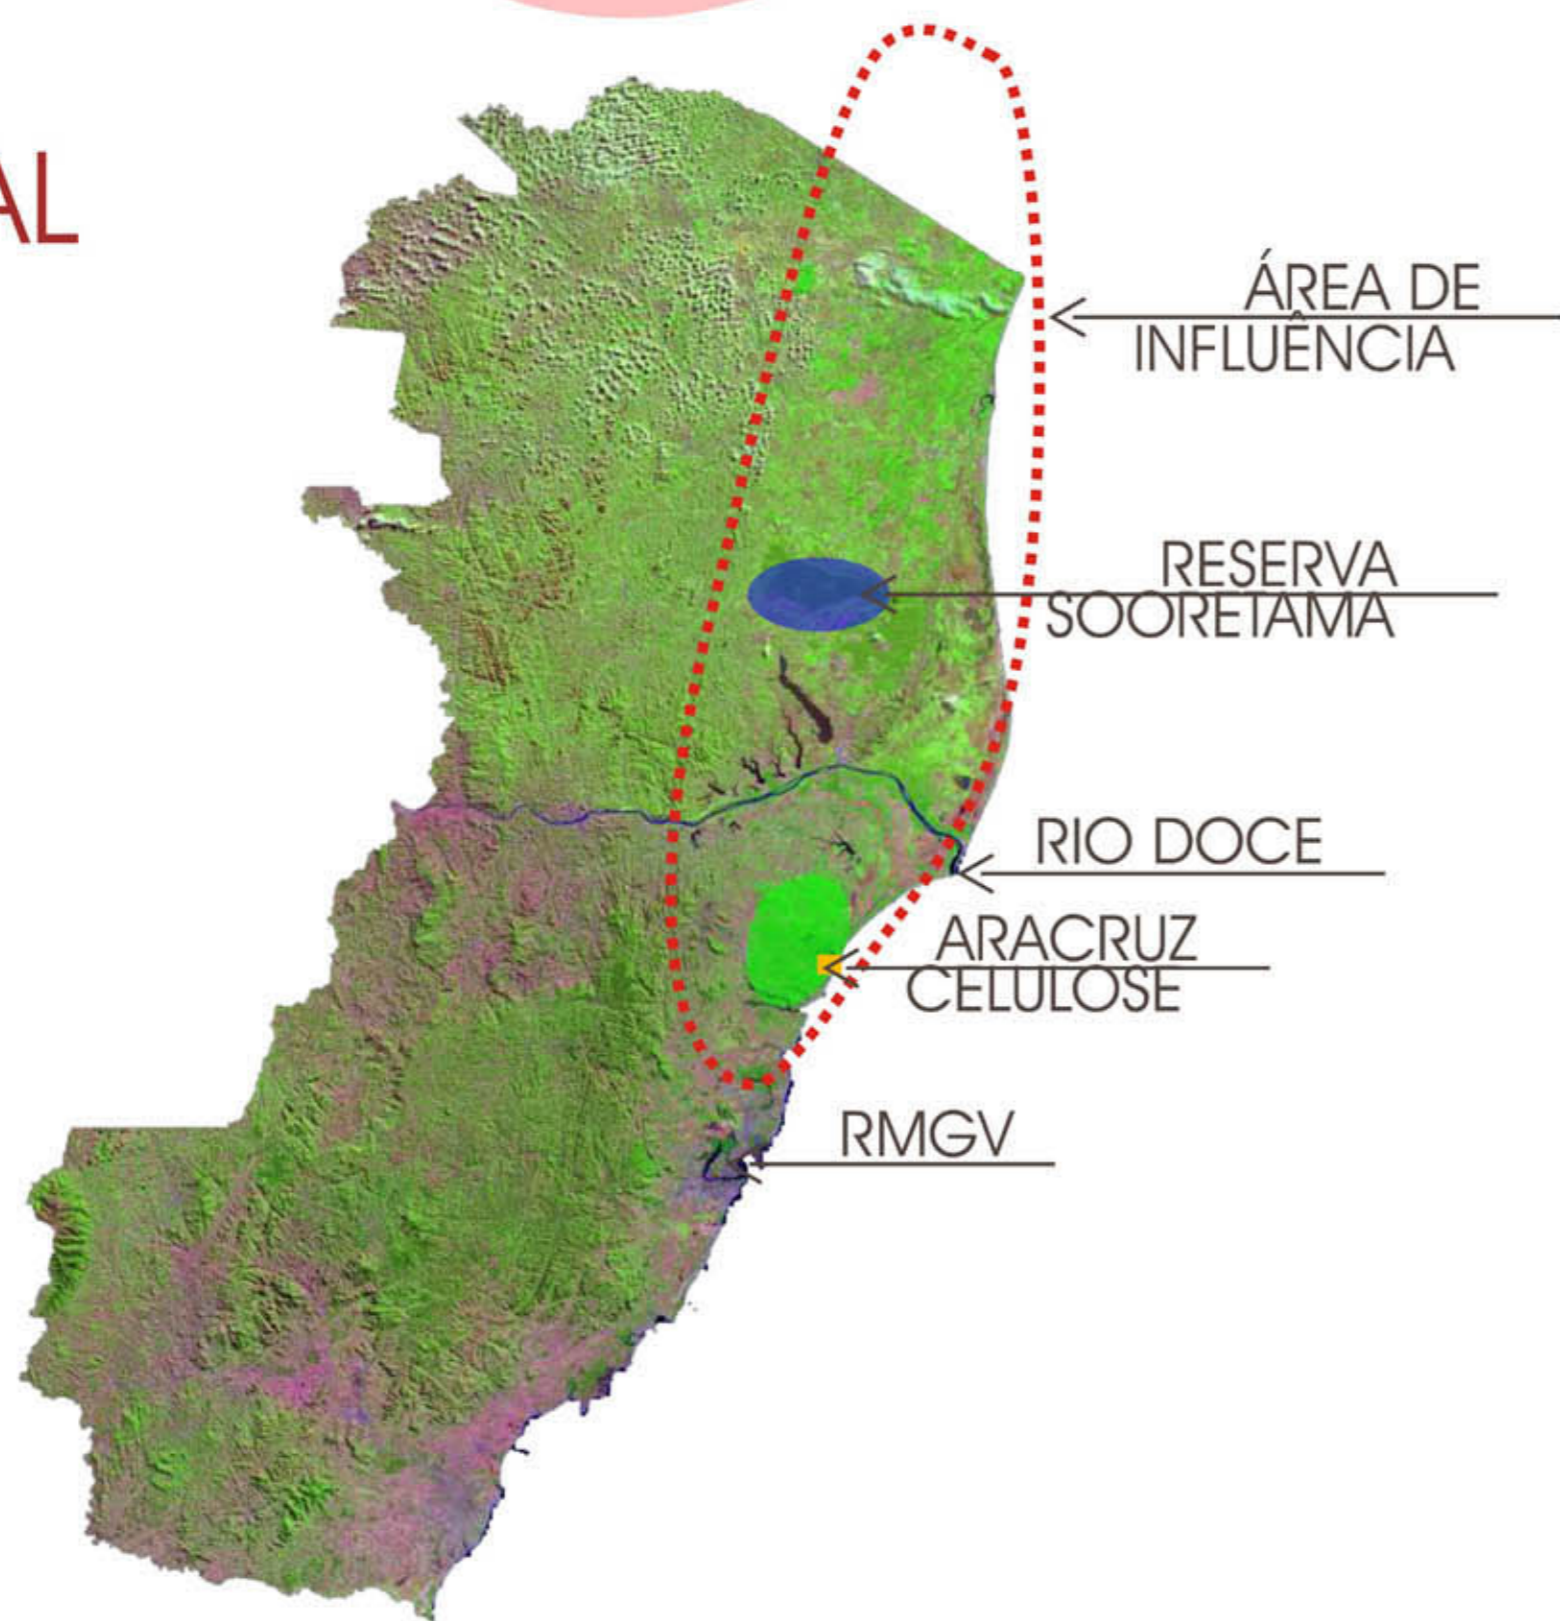 AL
ÁREA DE
INFLUÊNCIA
RESERVA
SOORETAMA
RIO DOCE
ARACRUZ
CELULOSE
RMGV